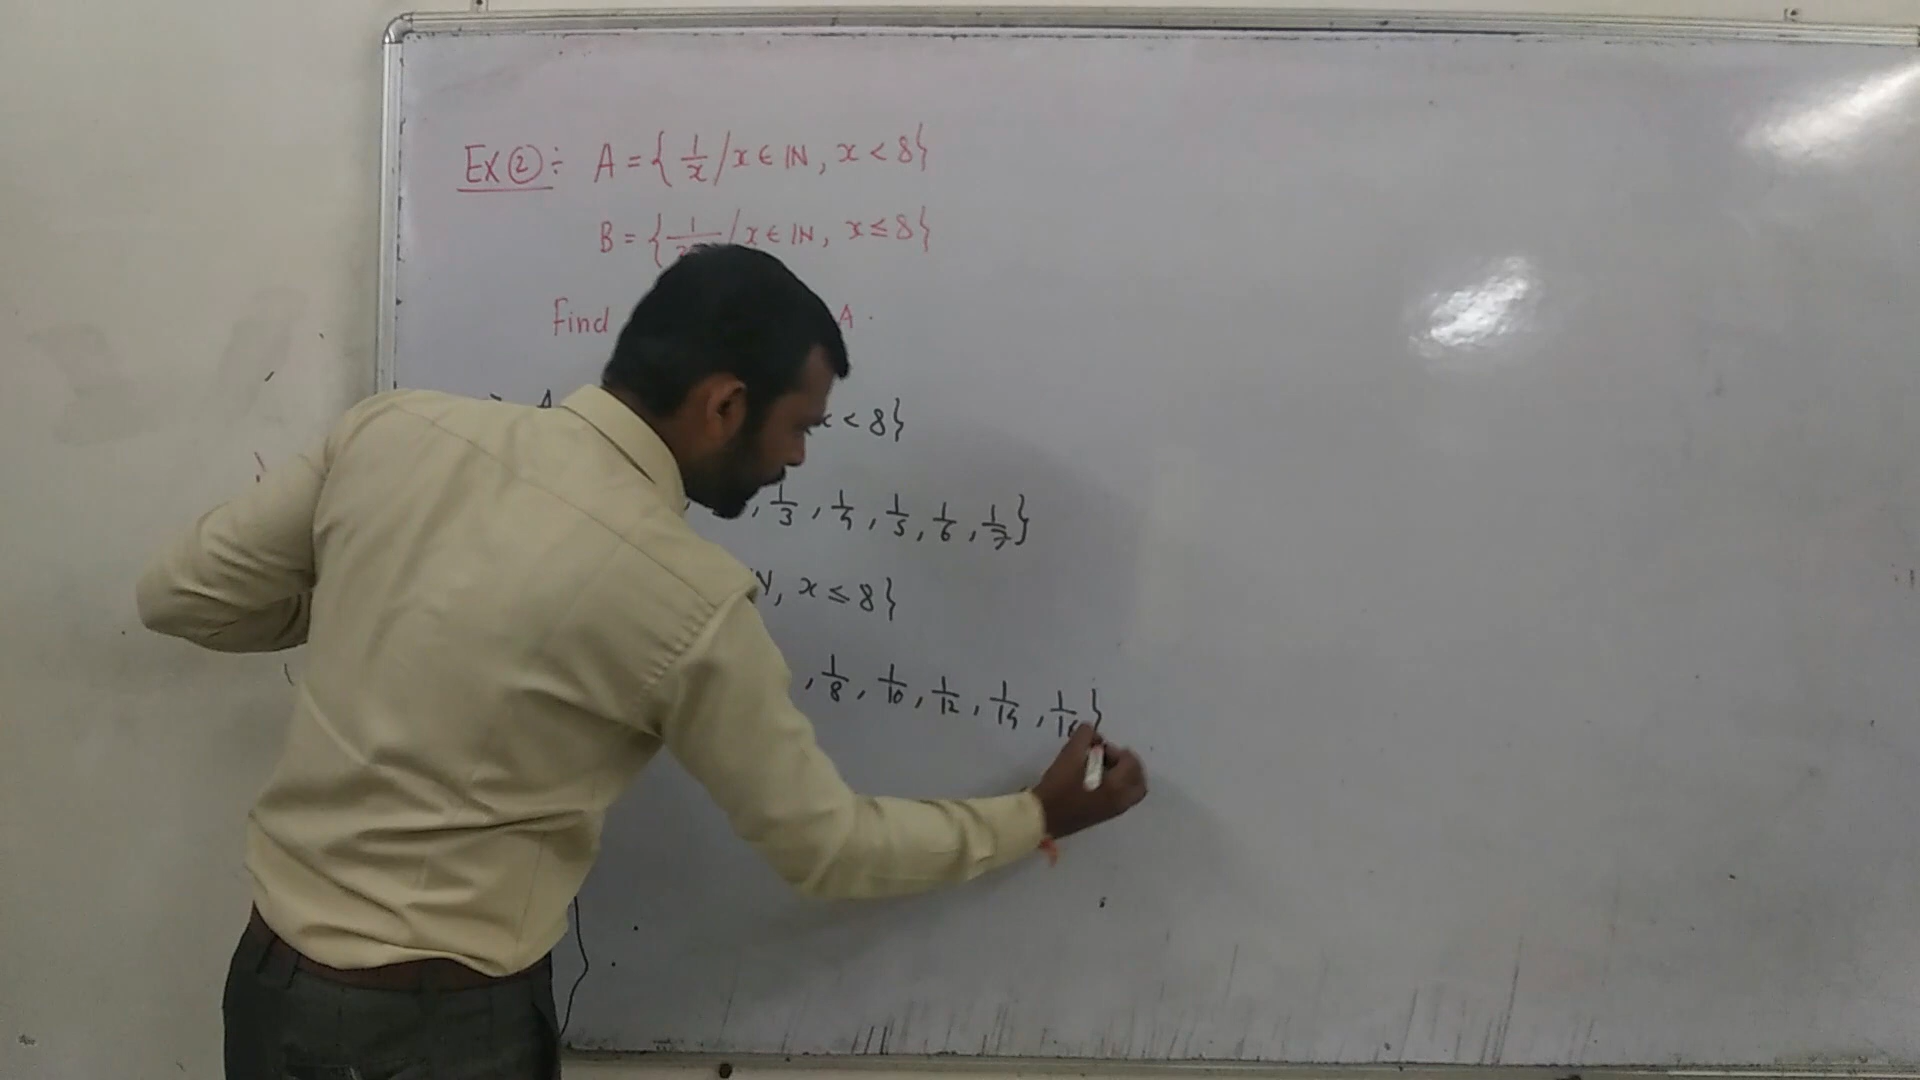 EX ② : A = { 1/x / x ∈ IN, x < 8 }
B = { 1/ / x ∈ IN, x ≤ 8 }
Find A.
x < 8 }
, 1/3, 1/4, 1/5, 1/6, 1/7 }
N, x ≤ 8 }
, 1/8, 1/10, 1/12, 1/14, 1/16 }